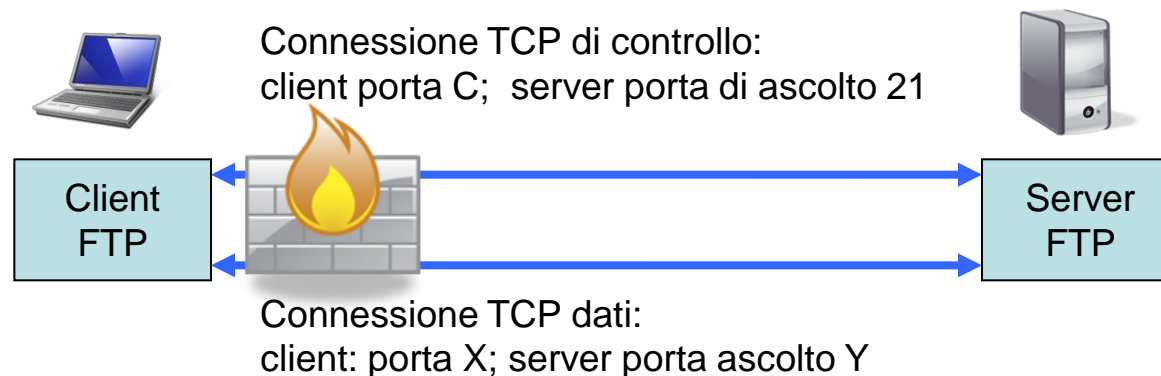 Connessione TCP di controllo:
client porta C; server porta di ascolto 21
Client
FTP
Server
FTP
Connessione TCP dati:
client: porta X; server porta ascolto Y